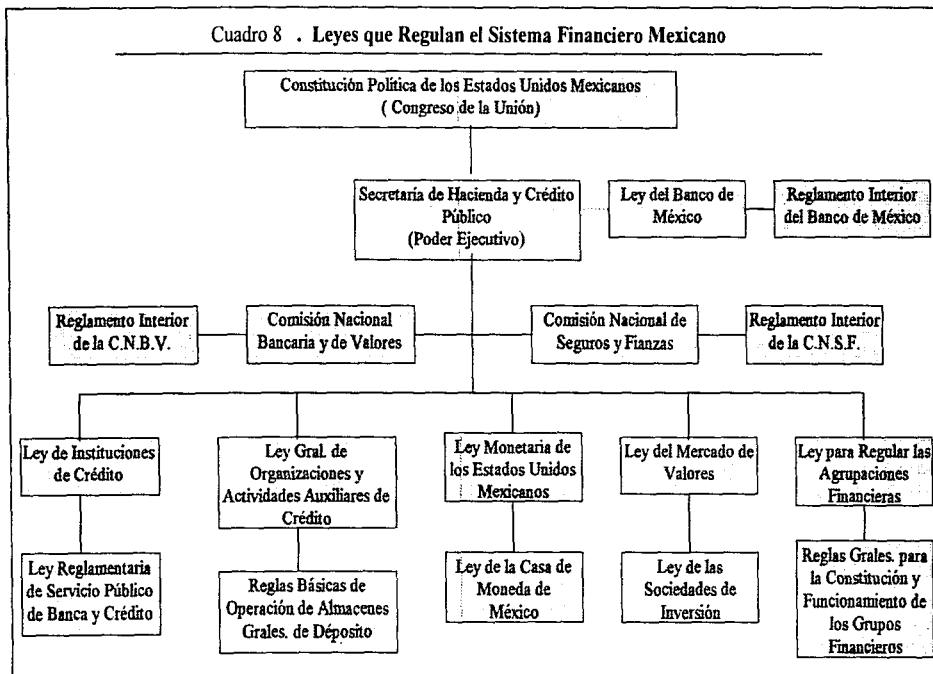 Cuadro 8 . Leyes que Regulan el Sistema Financiero Mexicano
Constitución Política de los Estados Unidos Mexicanos
( Congreso de la Unión)
Secretaría de Hacienda y Crédito
Público
(Poder Ejecutivo)
Ley del Banco de
México
Reglamento Interior
del Banco de México
Reglamento Interior
de la C.N.B.V.
Comisión Nacional
Bancaria y de Valores
Comisión Nacional de
Seguros y Fianzas
Reglamento Interior
de la C.N.S.F.
Ley de Instituciones
de Crédito
Ley Gral. de
Organizaciones y
Actividades Auxiliares de
Crédito
Ley Monetaria de
los Estados Unidos
Mexicanos
Ley del Mercado de
Valores
Ley para Regular las
Agrupaciones
Financieras
Ley Reglamentaria
de Servicio Público
de Banca y Crédito
Reglas Básicas de
Operación de Almacenes
Grales. de Déposito
Ley de la Casa de
Moneda de
México
Ley de las
Sociedades de
Inversión
Reglas Grales. para
la Constitución y
Funcionamiento de
los Grupos
Financieros